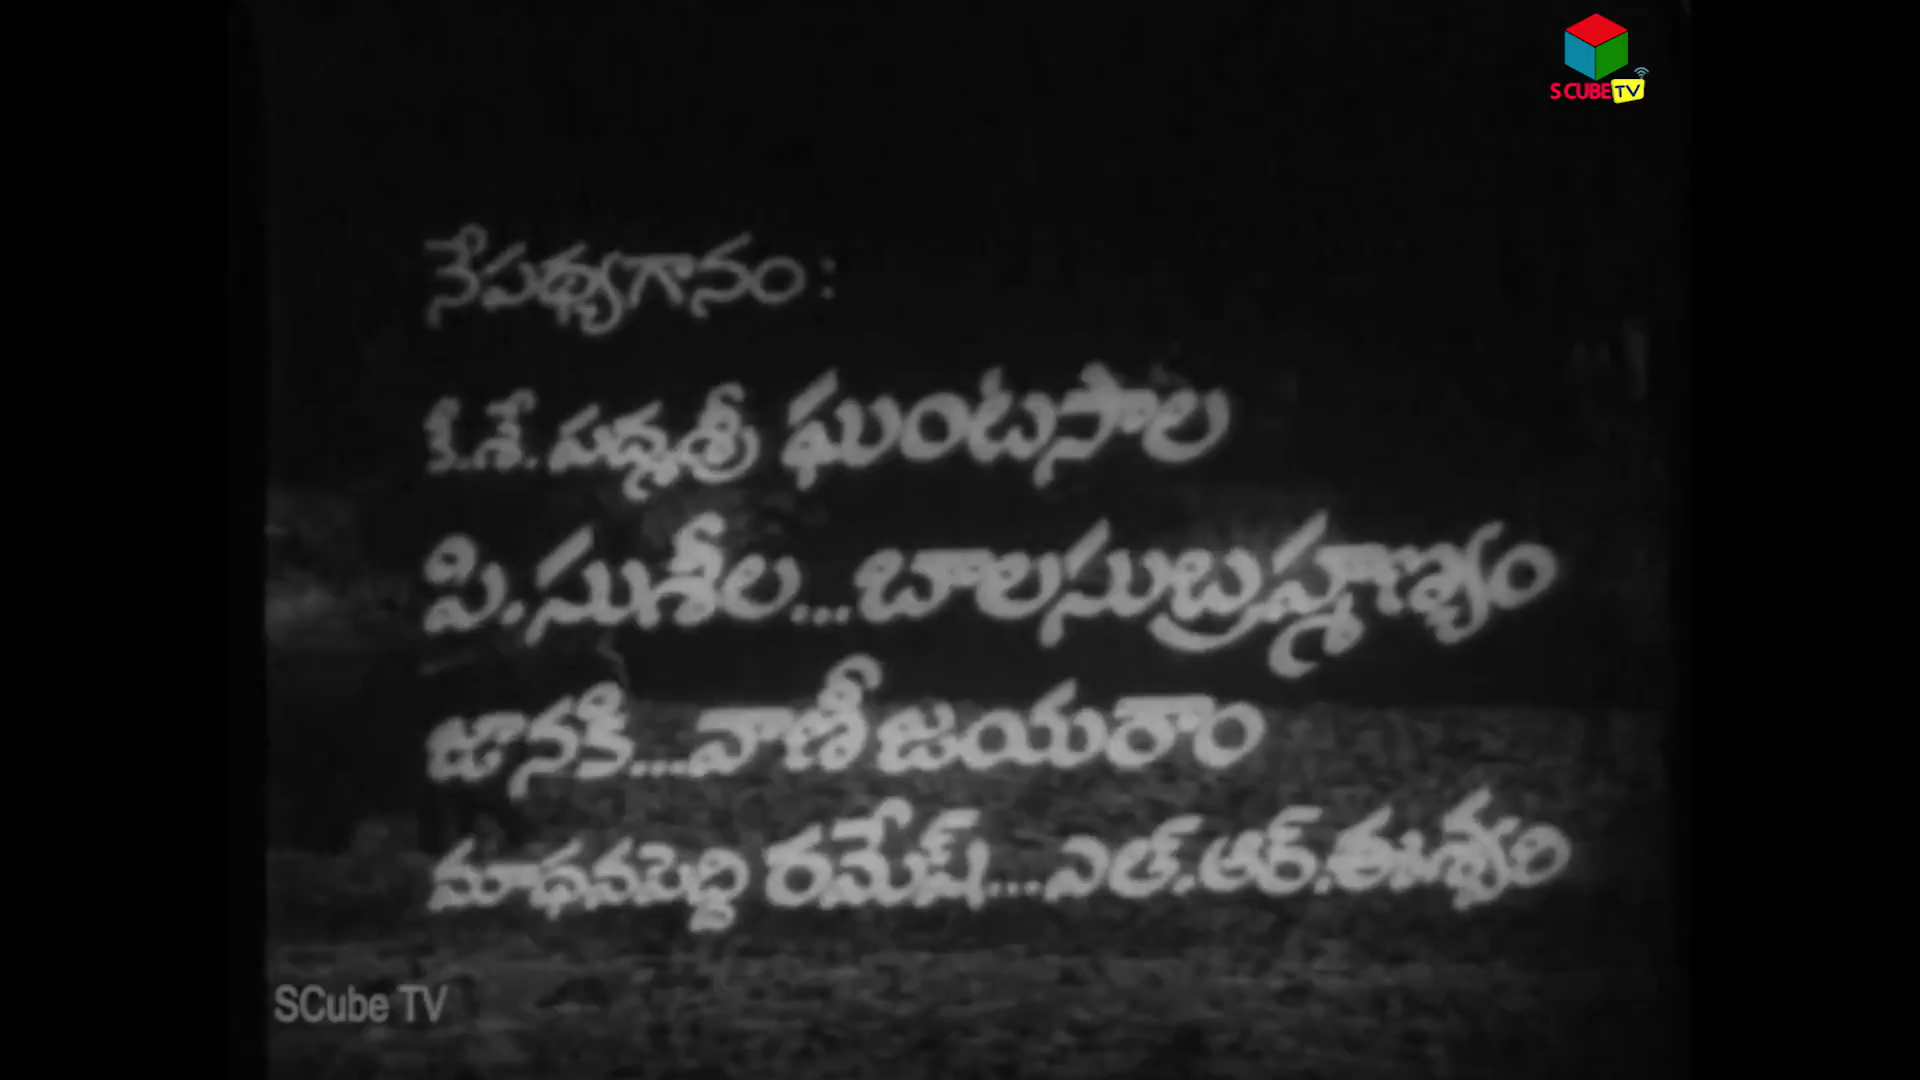 S CUBE TV
నేపథ్యగానం :
కీ.శే. పద్మశ్రీ ఘంటసాల
పి.సుశీల...బాలసుబ్రహ్మణ్యం
జానకి...వాణీ జయరాం
మాధవపెద్ది రమేష్...ఎల్.ఆర్.ఈశ్వరి
SCube TV